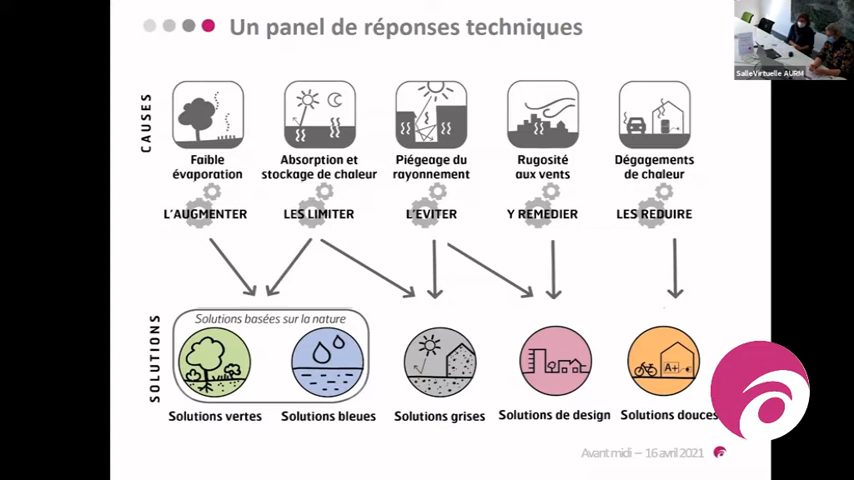 Un panel de réponses techniques
SalleVirtuelle AURM
CAUSES
Faible
évaporation
Absorption et
stockage de chaleur
Piégeage du
rayonnement
Rugosité
aux vents
Dégagements
de chaleur
L'AUGMENTER
LES LIMITER
L'EVITER
Y REMEDIER
LES REDUIRE
SOLUTIONS
Solutions basées sur la nature
A+
Solutions vertes
Solutions bleues
Solutions grises
Solutions de design
Solutions douces
Avant midi – 16 avril 2021